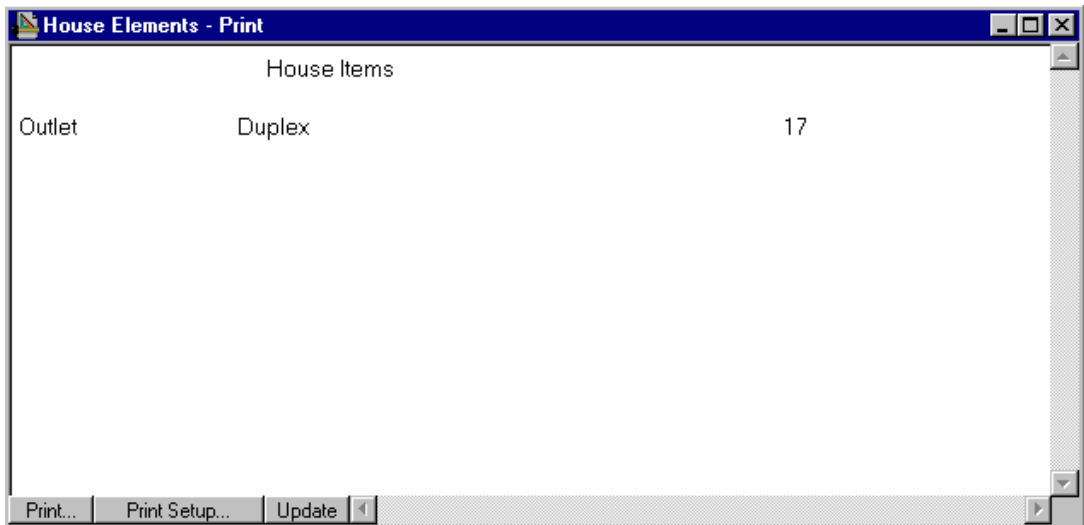 House Elements - Print
House Items
Outlet Duplex 17
Print... Print Setup... Update